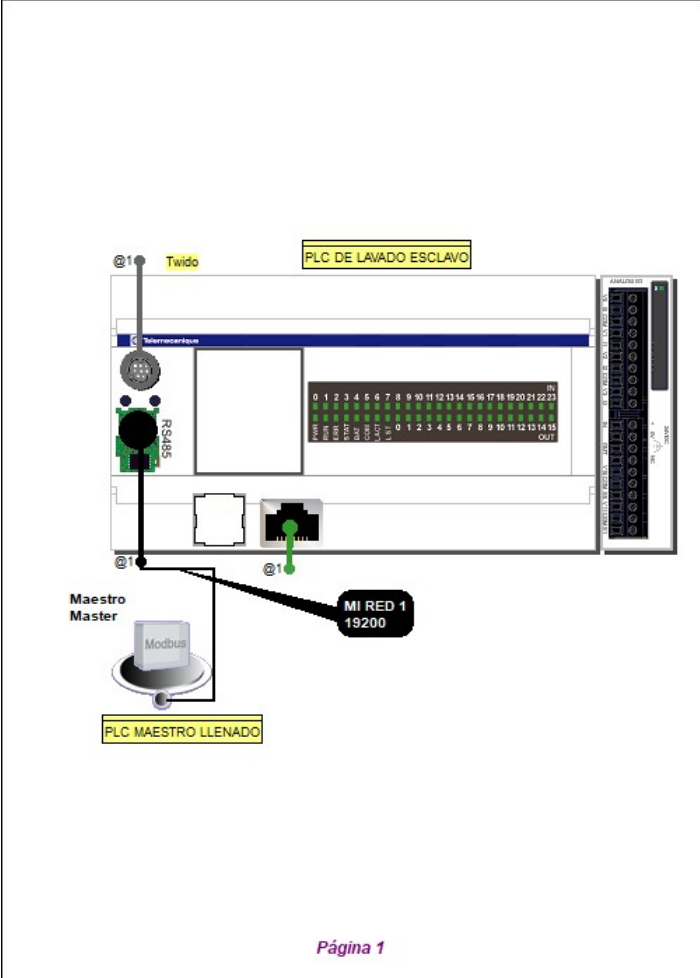 @1
Twido
PLC DE LAVADO ESCLAVO
Telemecanique
IN
0 1 2 3 4 5 6 7 8 9 10 11 12 13 14 15 16 17 18 19 20 21 22 23
RS485
PWR RUN ERR STAT BAT COM LACT L ST 0 1 2 3 4 5 6 7 8 9 10 11 12 13 14 15
OUT
24VDC
@1
@1
Maestro
Master
MI RED 1
19200
Modbus
PLC MAESTRO LLENADO
Página 1